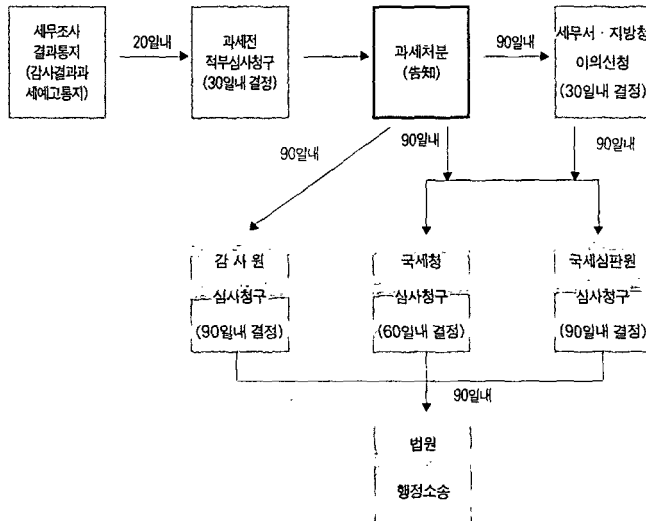 세무조사
결과통지
(감사결과과
세예고통지)
20일내
과세전
적부심사청구
(30일내 결정)
과세처분
(告知)
90일내
세무서·지방청
이의신청
(30일내 결정)
90일내
90일내
90일내
감 사 원
심사청구
(90일내 결정)
국세청
심사청구
(60일내 결정)
국세심판원
심사청구
(90일내 결정)
90일내
법원
행정소송